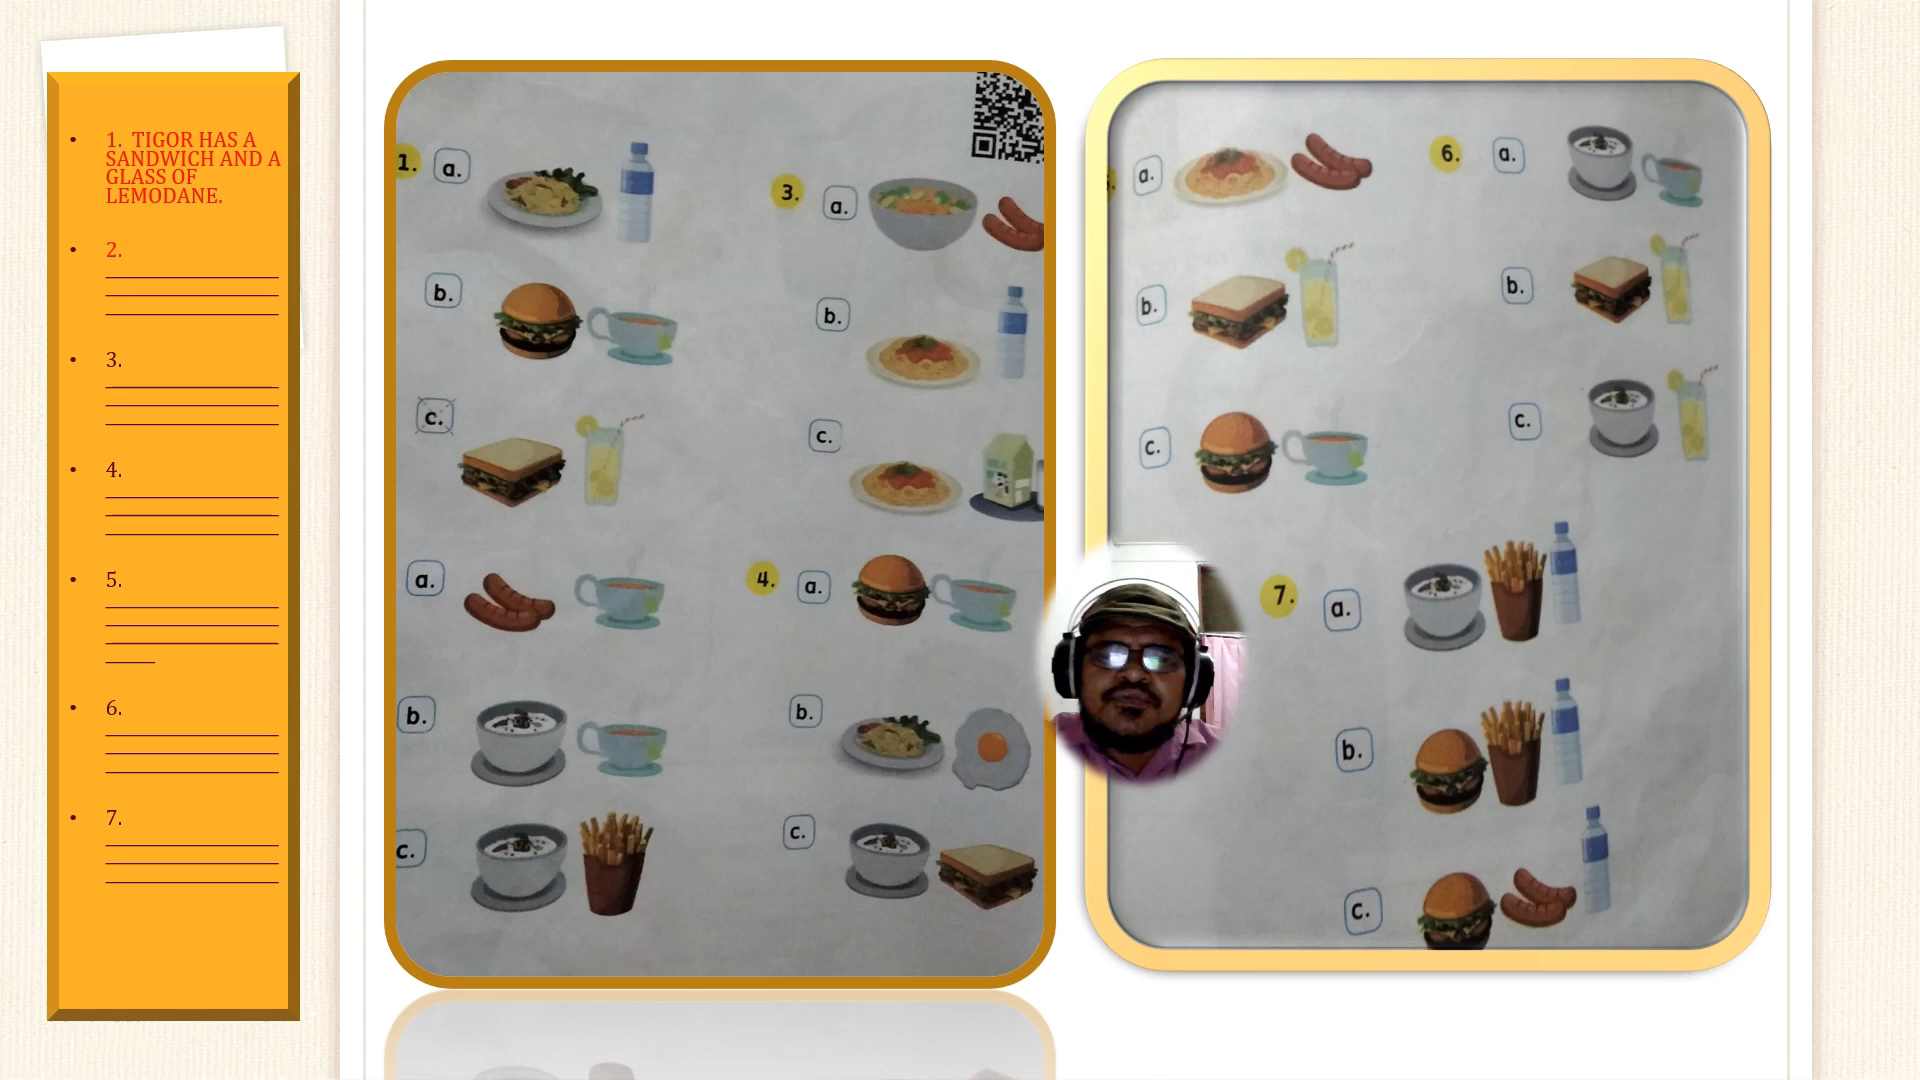 1. TIGOR HAS A
SANDWICH AND A
GLASS OF
LEMODANE.
2.
3.
4.
5.
6.
7.
1.
a.
b.
c.
a.
b.
c.
3.
a.
b.
c.
4.
a.
b.
c.
a.
b.
c.
6.
a.
b.
c.
7.
a.
b.
c.